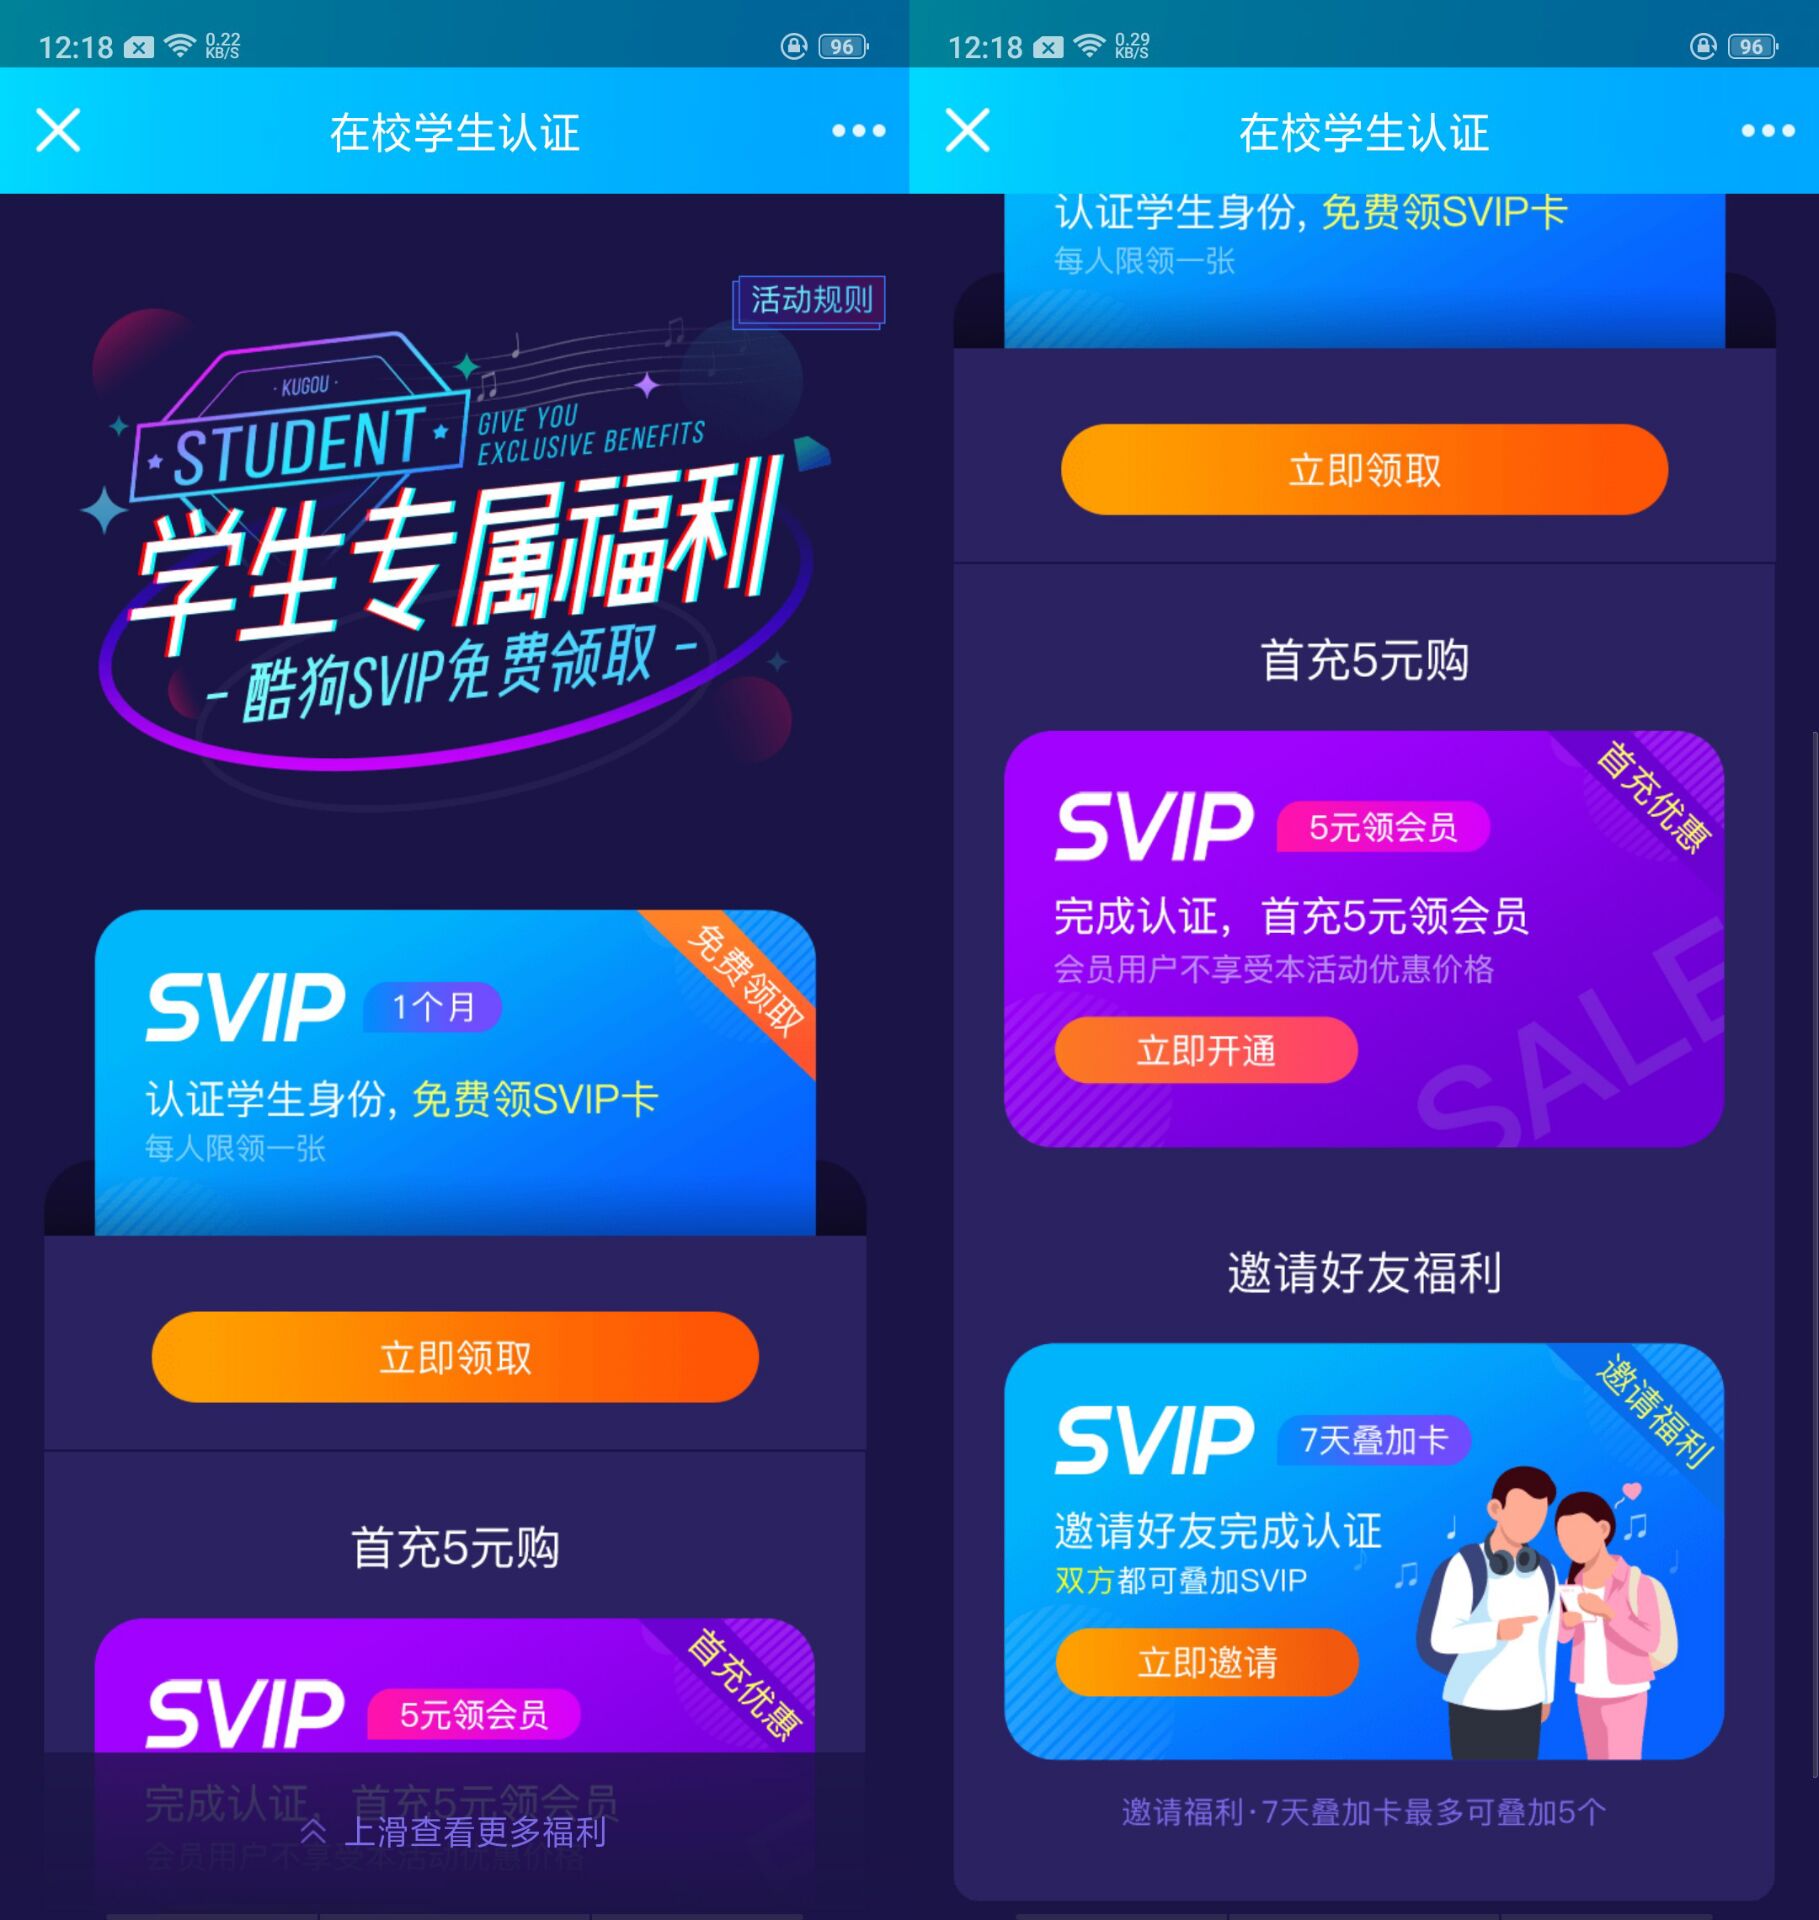 12:18
0.22
KB/S
96
在校学生认证
活动规则
· KUGOU ·
STUDENT
GIVE YOU
EXCLUSIVE BENEFITS
学生专属福利
- 酷狗SVIP免费领取 -
免费领取
SVIP 1个月
认证学生身份, 免费领SVIP卡
每人限领一张
立即领取
首充5元购
首充优惠
SVIP 5元领会员
完成认证，首充5元领会员
会员用户不享受本活动优惠价格
上滑查看更多福利
12:18
0.29
KB/S
96
在校学生认证
认证学生身份, 免费领SVIP卡
每人限领一张
立即领取
首充5元购
首充优惠
SVIP 5元领会员
完成认证，首充5元领会员
会员用户不享受本活动优惠价格
立即开通
SALE
邀请好友福利
邀请福利
SVIP 7天叠加卡
邀请好友完成认证
双方都可叠加SVIP
立即邀请
邀请福利·7天叠加卡最多可叠加5个